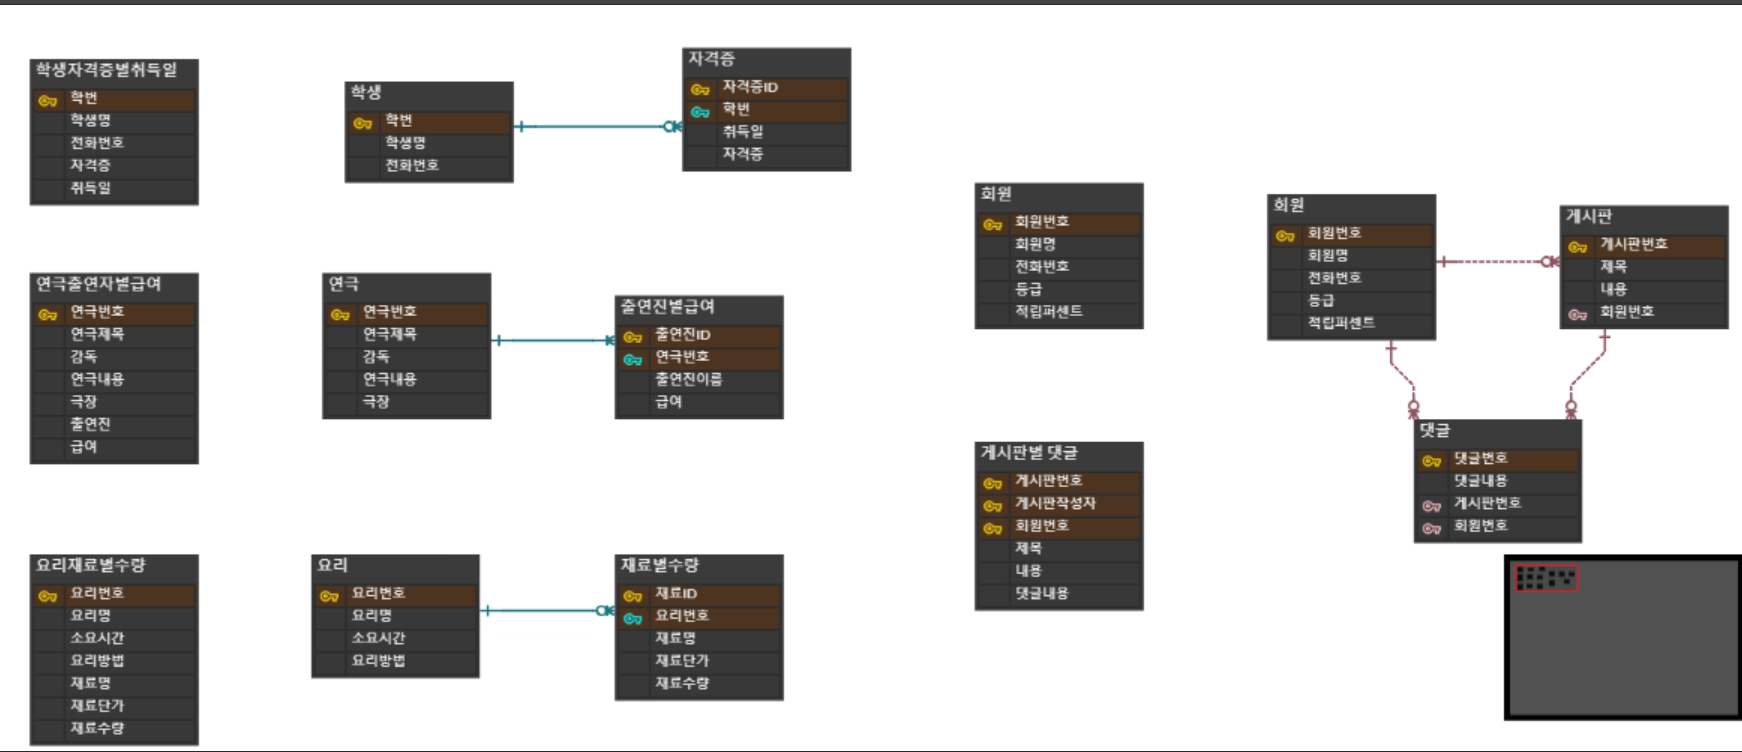 학생자격증별취득일
학번
학생명
전화번호
자격증
취득일
학생
학번
학생명
전화번호
자격증
자격증ID
학번
취득일
자격증
연극출연자별급여
연극번호
연극제목
감독
연극내용
극장
출연진
급여
연극
연극번호
연극제목
감독
연극내용
극장
출연진별급여
출연진ID
연극번호
출연진이름
급여
요리재료별수량
요리번호
요리명
소요시간
요리방법
재료명
재료단가
재료수량
요리
요리번호
요리명
소요시간
요리방법
재료별수량
재료ID
요리번호
재료명
재료단가
재료수량
회원
회원번호
회원명
전화번호
등급
적립퍼센트
게시판별 댓글
게시판번호
게시판작성자
회원번호
제목
내용
댓글내용
회원
회원번호
회원명
전화번호
등급
적립퍼센트
게시판
게시판번호
제목
내용
회원번호
댓글
댓글번호
댓글내용
게시판번호
회원번호